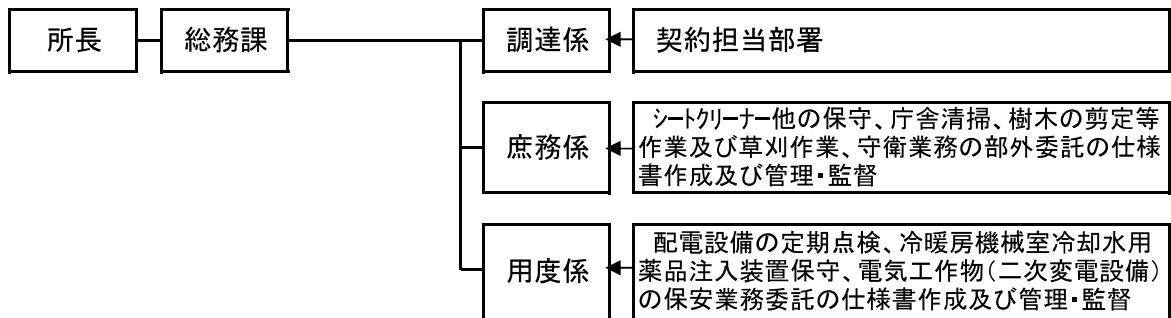 所長
総務課
調達係
契約担当部署
庶務係
シートクリーナー他の保守、庁舎清掃、樹木の剪定等
作業及び草刈作業、守衛業務の部外委託の仕様
書作成及び管理・監督
用度係
配電設備の定期点検、冷暖房機械室冷却水用
薬品注入装置保守、電気工作物(二次変電設備)
の保安業務委託の仕様書作成及び管理・監督